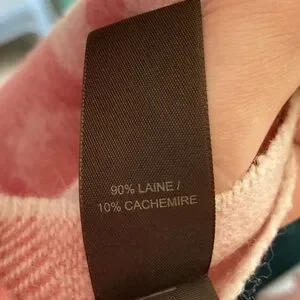 90% LAINE /
10% CACHEMIRE